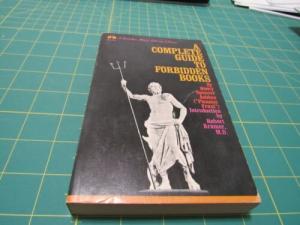 A
COMPLETE
GUIDE TO
FORBIDDEN
BOOKS
by
Henry
Spencer
Ashbee
("Pisanus
Fraxi")
Introduction
by
Robert
Kramer,
M.D.